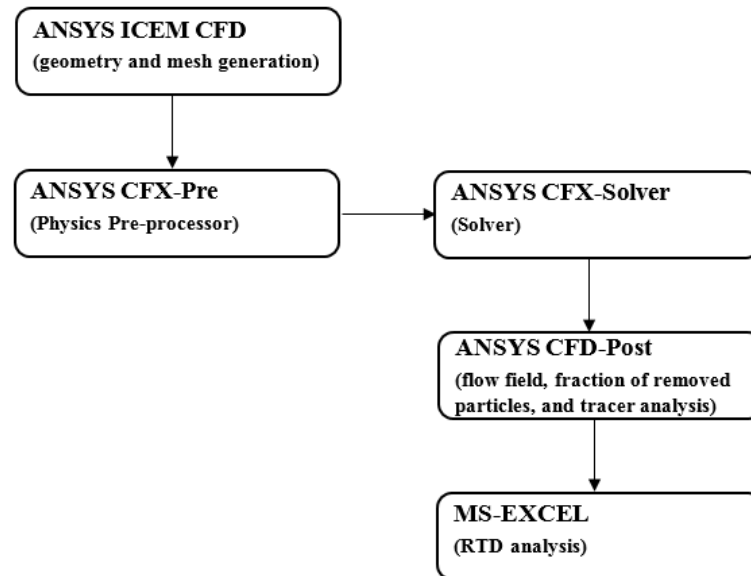 ANSYS ICEM CFD
(geometry and mesh generation)
ANSYS CFX-Pre
(Physics Pre-processor)
ANSYS CFX-Solver
(Solver)
ANSYS CFD-Post
(flow field, fraction of removed
particles, and tracer analysis)
MS-EXCEL
(RTD analysis)